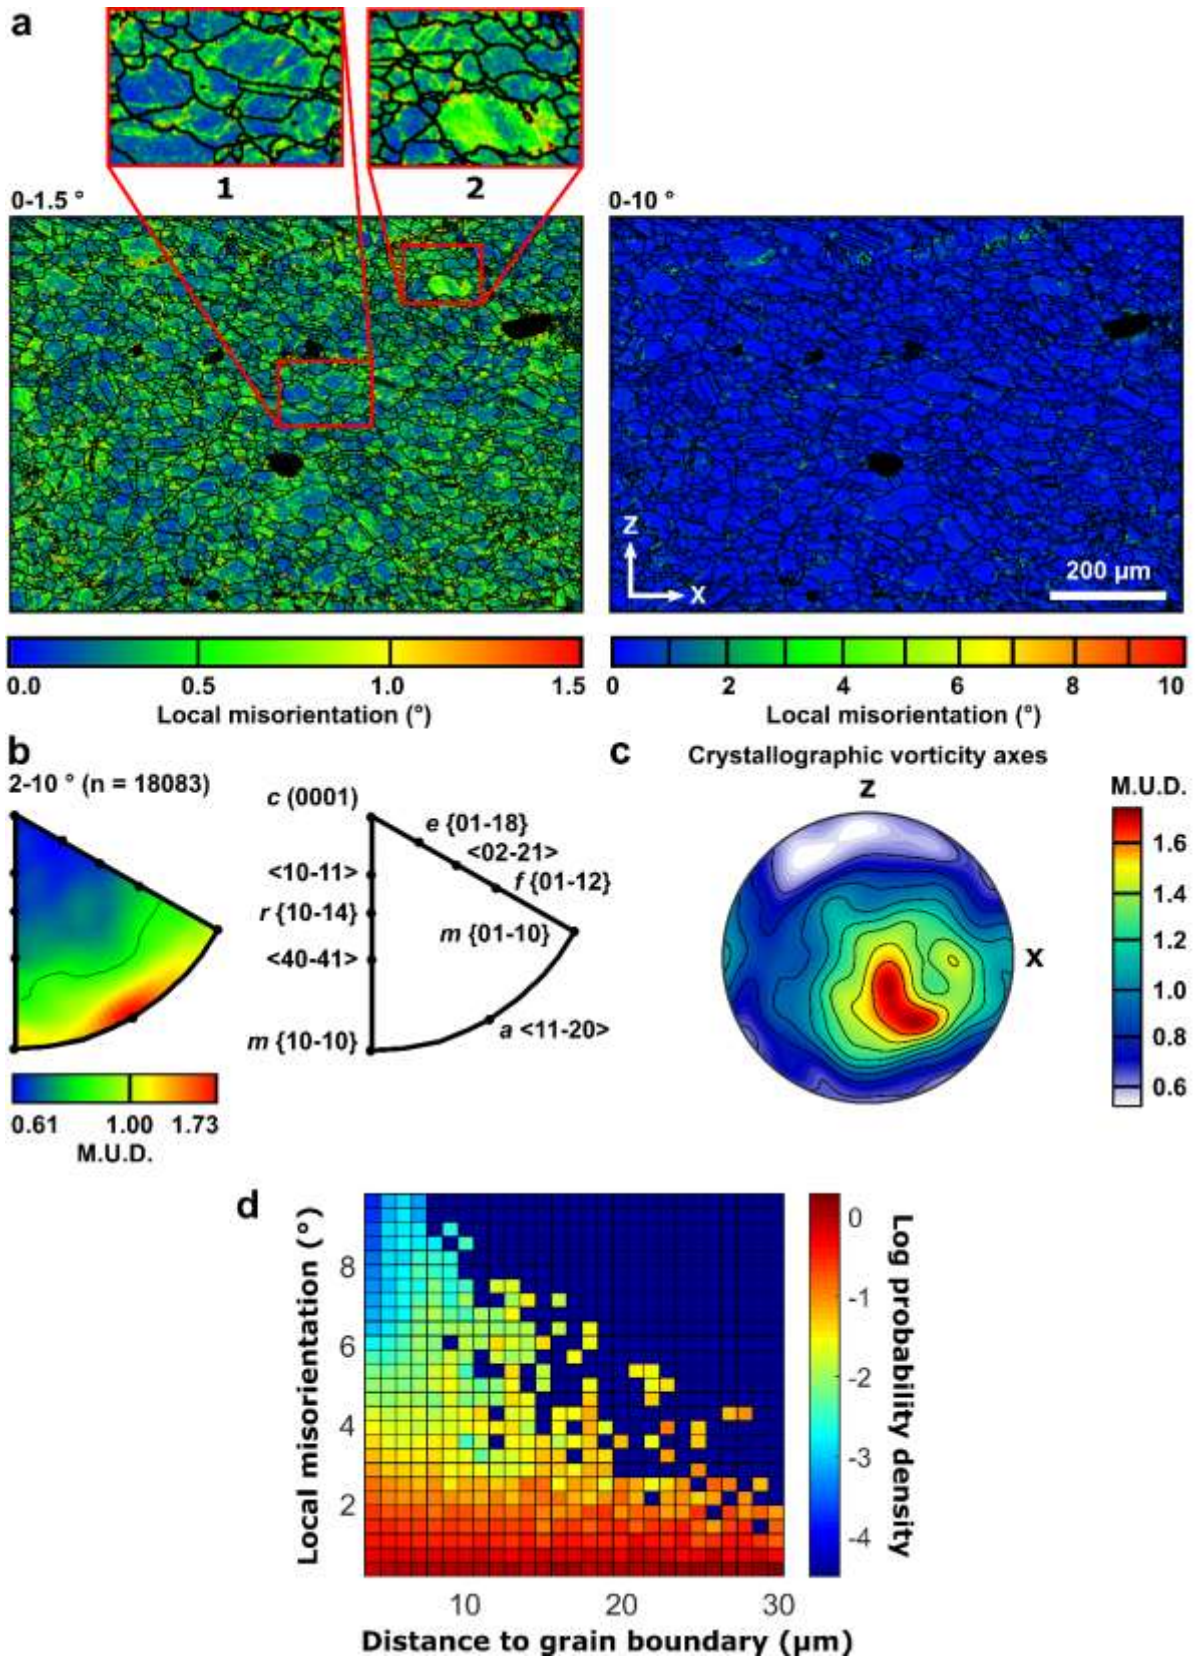 a
1
2
0-1.5 °
0-10 °
Z
X
200 µm
0.0 0.5 1.0 1.5
Local misorientation (°)
0 2 4 6 8 10
Local misorientation (°)
b
2-10 ° (n = 18083)
c (0001)
e {01-18}
<02-21>
<10-11>
f {01-12}
r {10-14}
m {01-10}
<40-41>
a <11-20>
m {10-10}
0.61 1.00 1.73
M.U.D.
c
Crystallographic vorticity axes
Z
X
M.U.D.
1.6
1.4
1.2
1.0
0.8
0.6
d
Local misorientation (°)
8
6
4
2
10 20 30
Distance to grain boundary (µm)
0
-1
-2
-3
-4
Log probability density